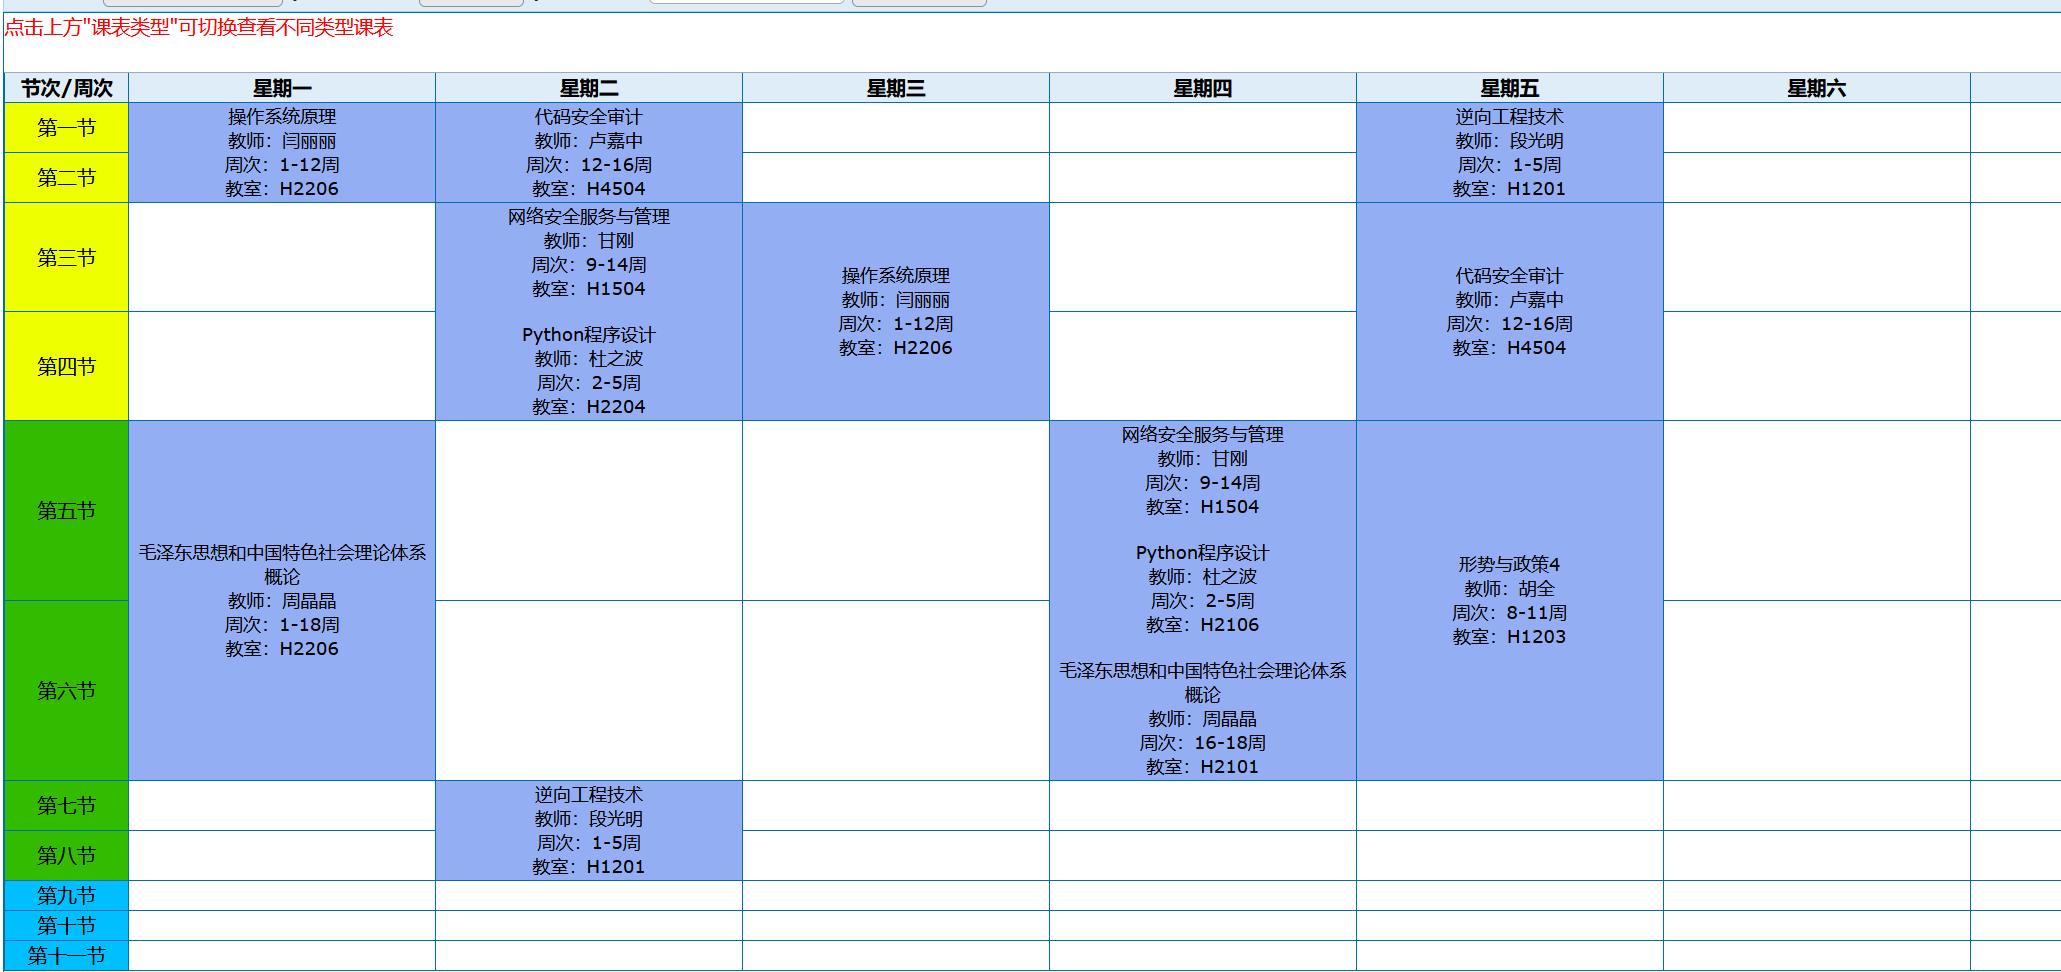 点击上方"课表类型"可切换查看不同类型课表
节次/周次 星期一 星期二 星期三 星期四 星期五 星期六
第一节
第二节
操作系统原理
教师：闫丽丽
周次：1-12周
教室：H2206
代码安全审计
教师：卢嘉中
周次：12-16周
教室：H4504
逆向工程技术
教师：段光明
周次：1-5周
教室：H1201
第三节
第四节
网络安全服务与管理
教师：甘刚
周次：9-14周
教室：H1504
Python程序设计
教师：杜之波
周次：2-5周
教室：H2204
操作系统原理
教师：闫丽丽
周次：1-12周
教室：H2206
代码安全审计
教师：卢嘉中
周次：12-16周
教室：H4504
第五节
第六节
毛泽东思想和中国特色社会理论体系
概论
教师：周晶晶
周次：1-18周
教室：H2206
网络安全服务与管理
教师：甘刚
周次：9-14周
教室：H1504
Python程序设计
教师：杜之波
周次：2-5周
教室：H2106
毛泽东思想和中国特色社会理论体系
概论
教师：周晶晶
周次：16-18周
教室：H2101
形势与政策4
教师：胡全
周次：8-11周
教室：H1203
第七节
第八节
逆向工程技术
教师：段光明
周次：1-5周
教室：H1201
第九节
第十节
第十一节